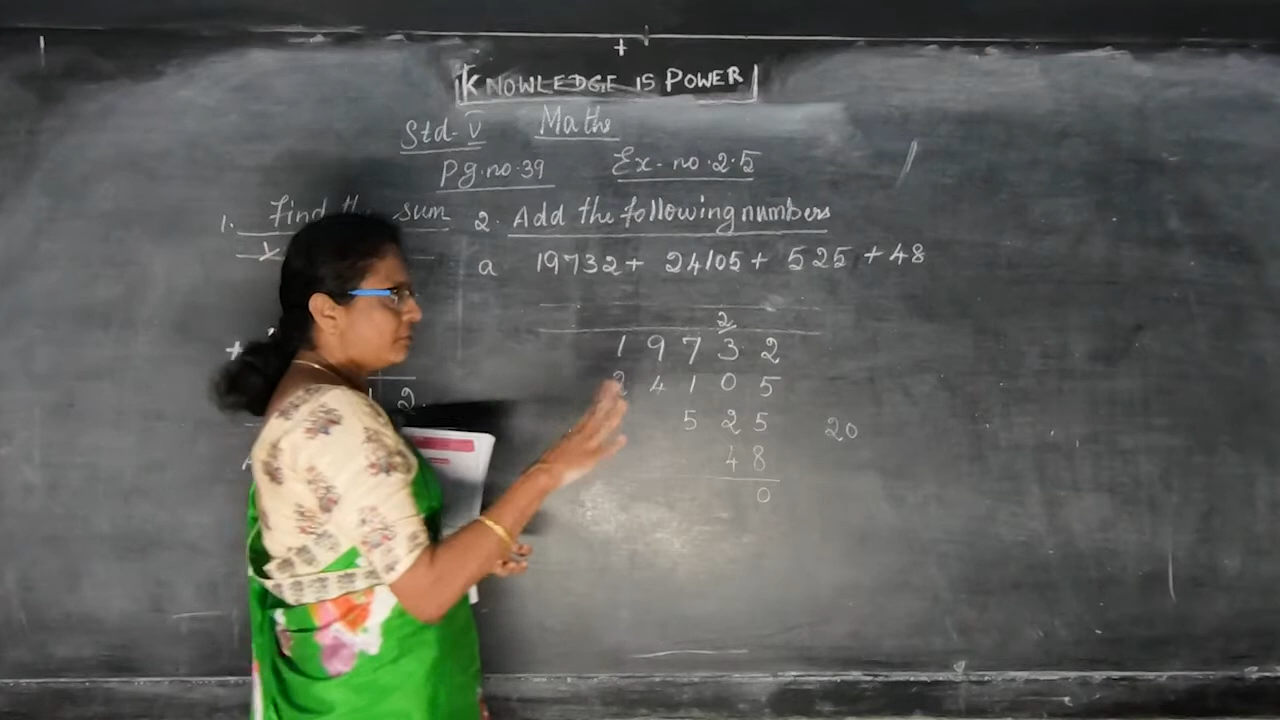 KNOWLEDGE IS POWER
Std-V Maths
Pg.no.39 Ex-no.2.5
1. Find the sum
2. Add the following numbers
a 19732+ 24105+ 525 +48
2
1 9 7 3 2
2 4 1 0 5
5 2 5 20
4 8
0
2